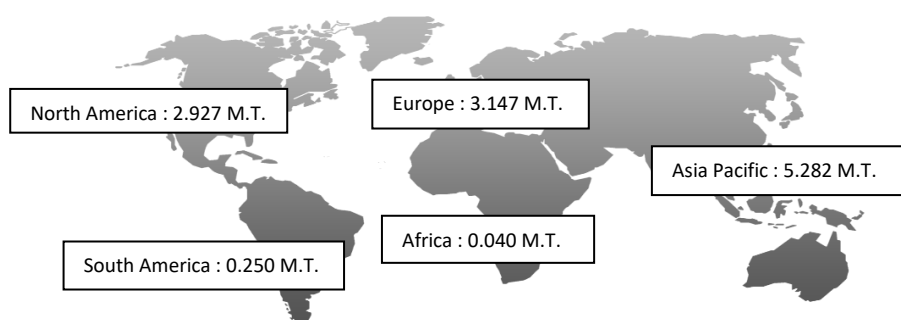 North America : 2.927 M.T.
Europe : 3.147 M.T.
Asia Pacific : 5.282 M.T.
Africa : 0.040 M.T.
South America : 0.250 M.T.